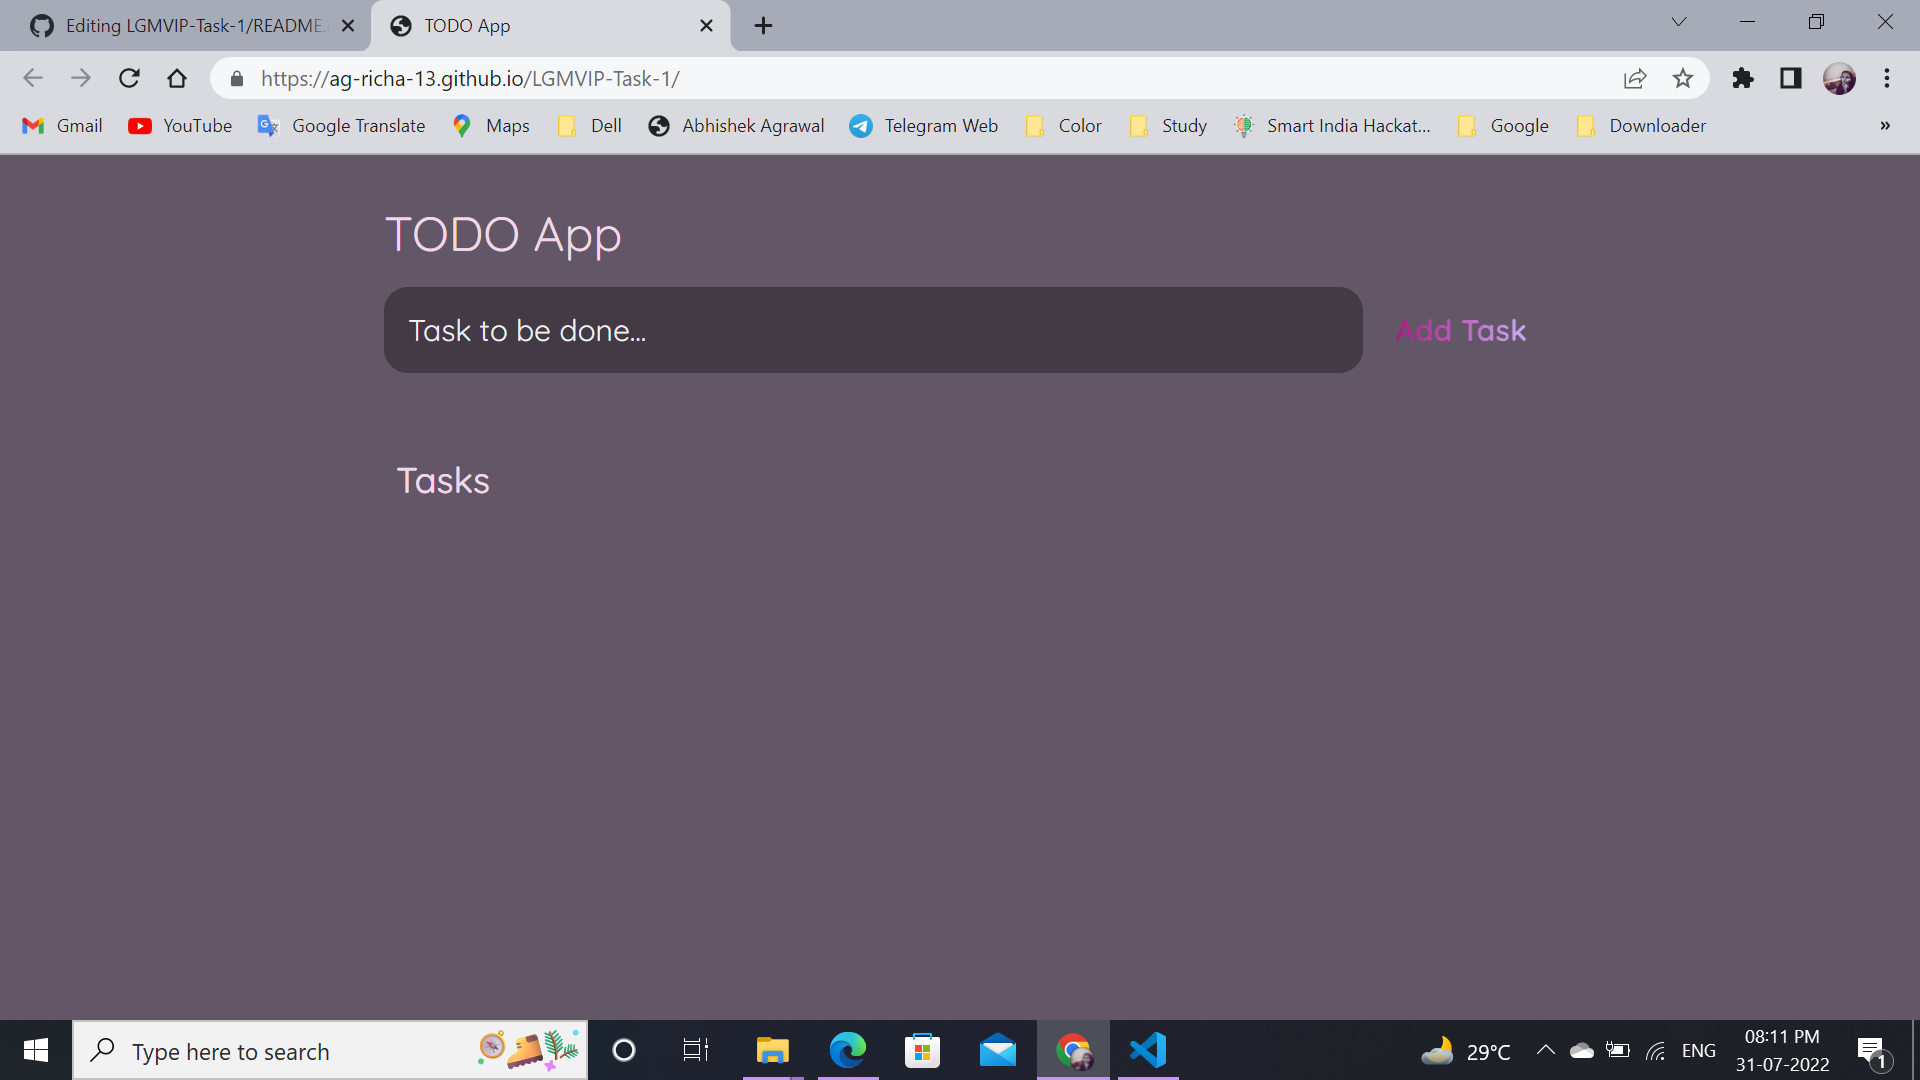 Editing LGMVIP-Task-1/README.
TODO App
https://ag-richa-13.github.io/LGMVIP-Task-1/
Gmail YouTube Google Translate Maps Dell Abhishek Agrawal Telegram Web Color Study Smart India Hackat... Google Downloader »
TODO App
Task to be done...
Add Task
Tasks
Type here to search
29°C
ENG
08:11 PM
31-07-2022
1